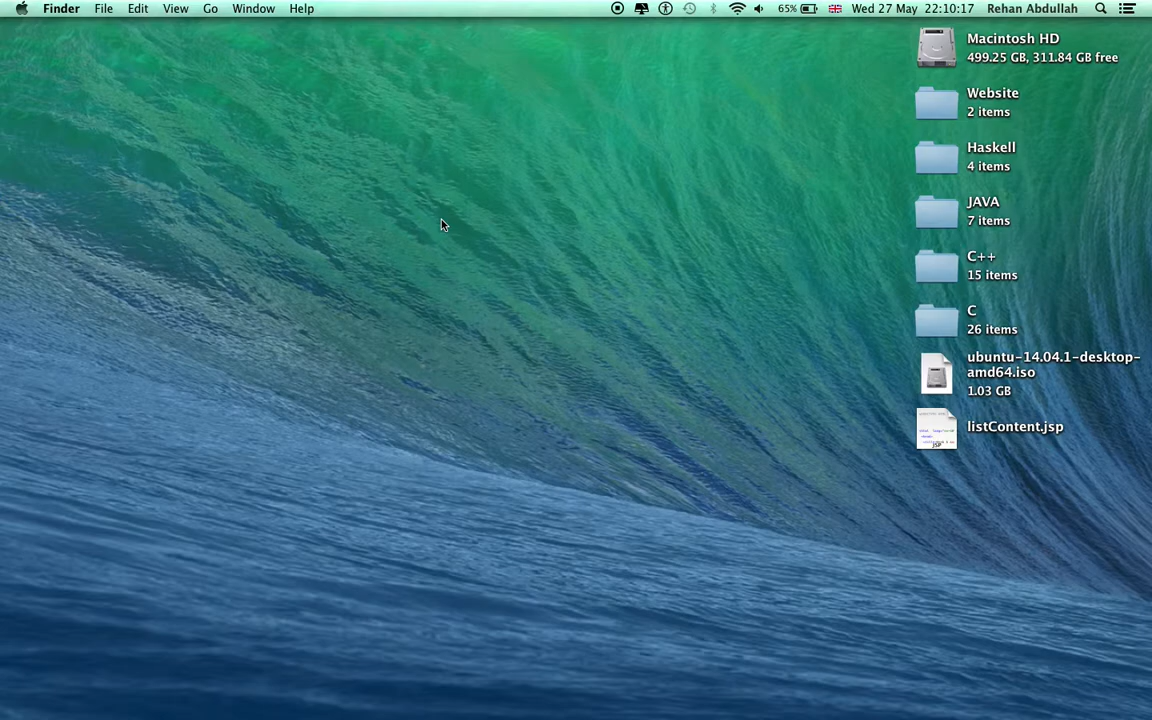 Finder File Edit View Go Window Help 65% Wed 27 May 22:10:17 Rehan Abdullah
Macintosh HD
499.25 GB, 311.84 GB free
Website
2 items
Haskell
4 items
JAVA
7 items
C++
15 items
C
26 items
ubuntu-14.04.1-desktop-
amd64.iso
1.03 GB
listContent.jsp
JSP